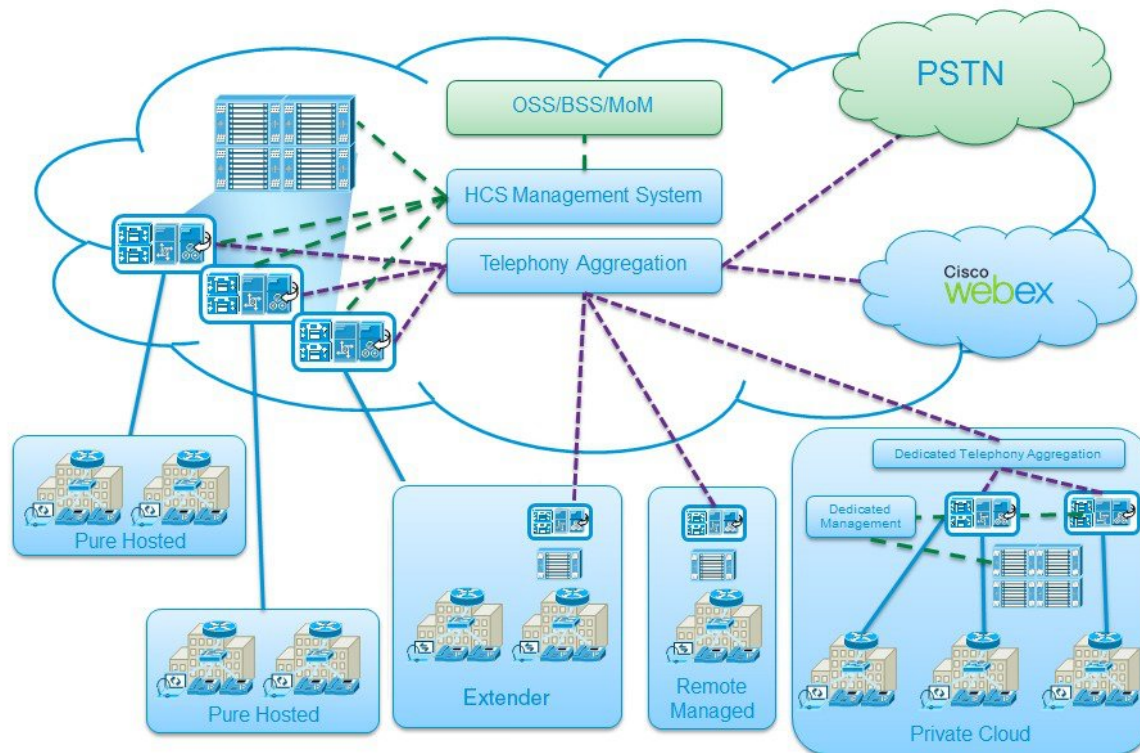 PSTN
OSS/BSS/MoM
HCS Management System
Telephony Aggregation
Cisco
webex
Dedicated Telephony Aggregation
Dedicated
Management
Pure Hosted
Pure Hosted
Extender
Remote
Managed
Private Cloud